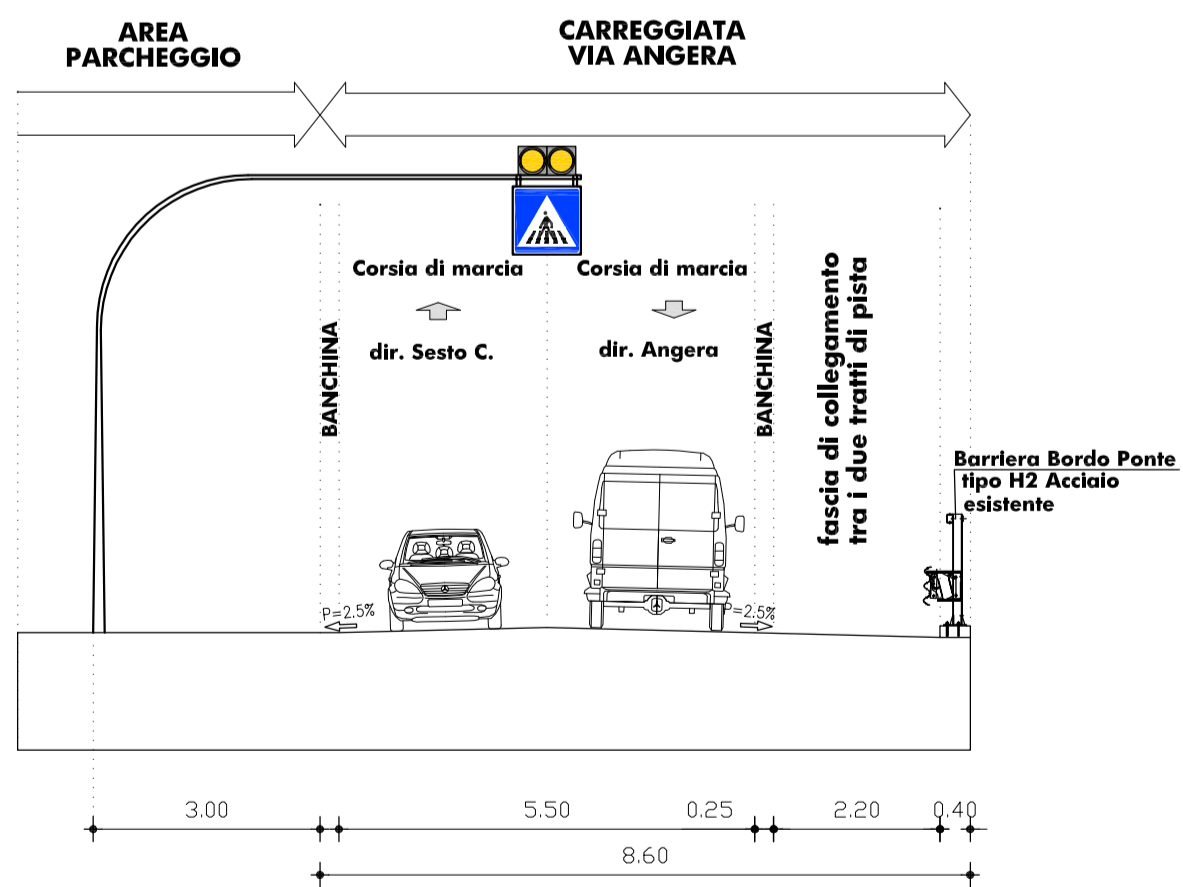 AREA
PARCHEGGIO
CARREGGIATA
VIA ANGERA
Corsia di marcia
dir. Sesto C.
Corsia di marcia
dir. Angera
BANCHINA
BANCHINA
fascia di collegamento
tra i due tratti di pista
Barriera Bordo Ponte
tipo H2 Acciaio
esistente
P=2.5%
P=2.5%
3.00
5.50
0.25
2.20
0.40
8.60